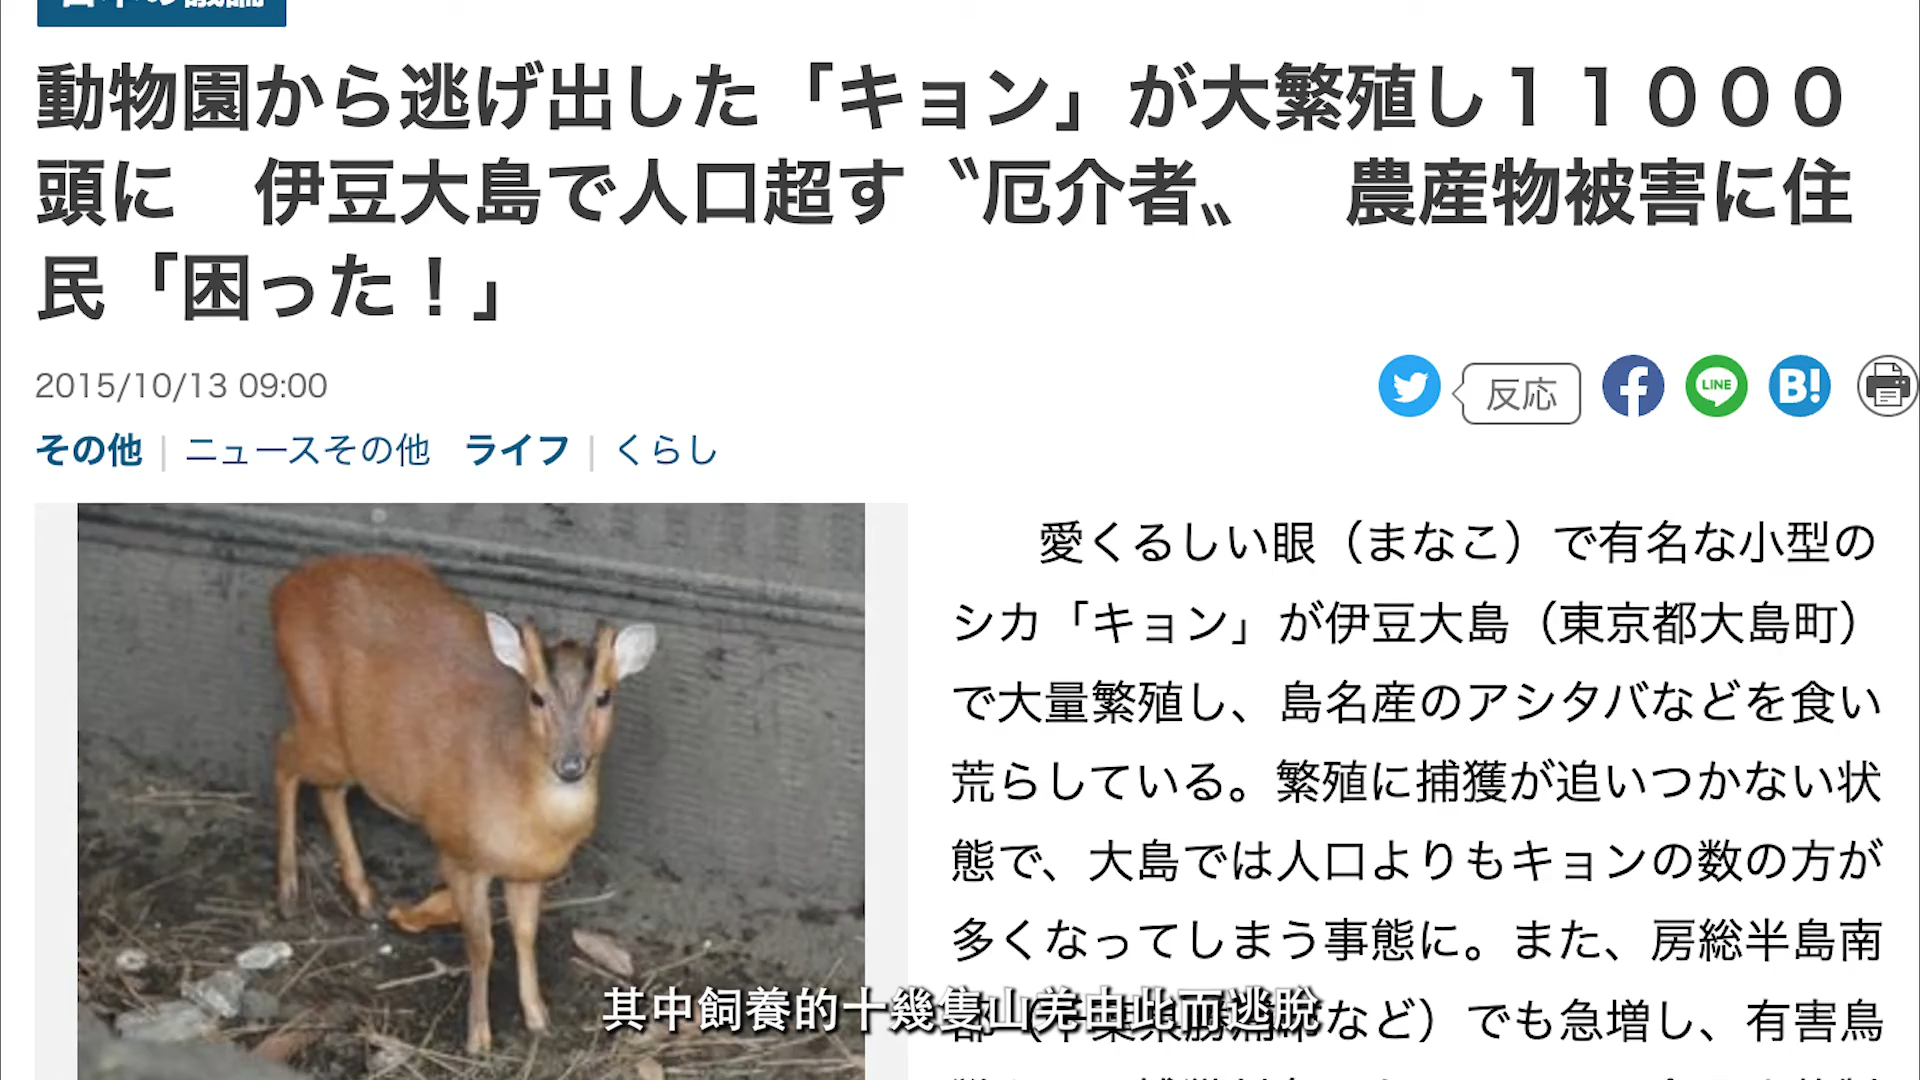 動物園から逃げ出した「キョン」が大繁殖し１１０００
頭に　伊豆大島で人口超す〝厄介者〟　農産物被害に住
民「困った！」
2015/10/13 09:00
反応
LINE
B!
その他 | ニュースその他 ライフ | くらし
愛くるしい眼（まなこ）で有名な小型の
シカ「キョン」が伊豆大島（東京都大島町）
で大量繁殖し、島名産のアシタバなどを食い
荒らしている。繁殖に捕獲が追いつかない状
態で、大島では人口よりもキョンの数の方が
多くなってしまう事態に。また、房総半島南
部（千葉県勝浦市など）でも急増し、有害鳥
其中飼養的十幾隻山羌由此而逃脫